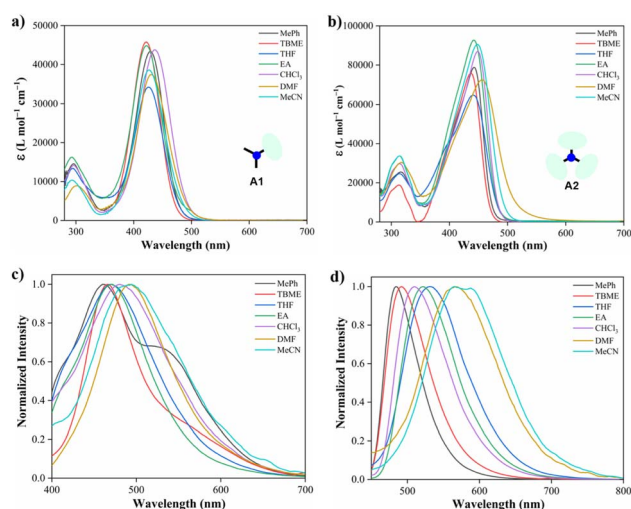 a)
50000
40000
30000
20000
10000
0
300
400
500
600
700
ε (L mol⁻¹ cm⁻¹)
Wavelength (nm)
MePh
TBME
THF
EA
CHCl₃
DMF
MeCN
A1
b)
100000
80000
60000
40000
20000
0
300
400
500
600
700
ε (L mol⁻¹ cm⁻¹)
Wavelength (nm)
MePh
TBME
THF
EA
CHCl₃
DMF
MeCN
A2
c)
1.0
0.8
0.6
0.4
0.2
0.0
400
500
600
700
Normalized Intensity
Wavelength (nm)
MePh
TBME
THF
EA
CHCl₃
DMF
MeCN
d)
1.0
0.8
0.6
0.4
0.2
0.0
500
600
700
800
Normalized Intensity
Wavelength (nm)
MePh
TBME
THF
EA
CHCl₃
DMF
MeCN